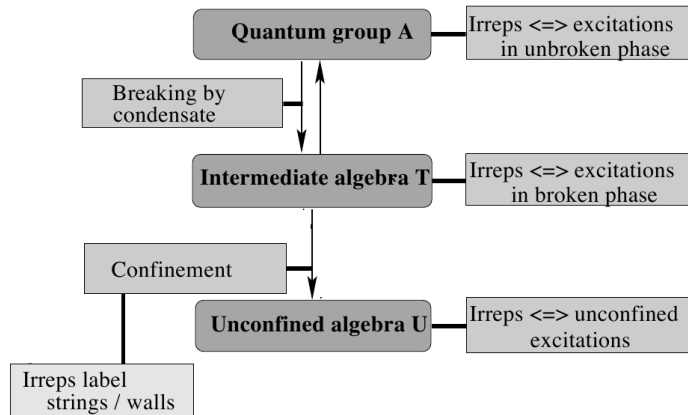 Quantum group A
Irreps <=> excitations
in unbroken phase
Breaking by
condensate
Intermediate algebra T
Irreps <=> excitations
in broken phase
Confinement
Unconfined algebra U
Irreps <=> unconfined
excitations
Irreps label
strings / walls